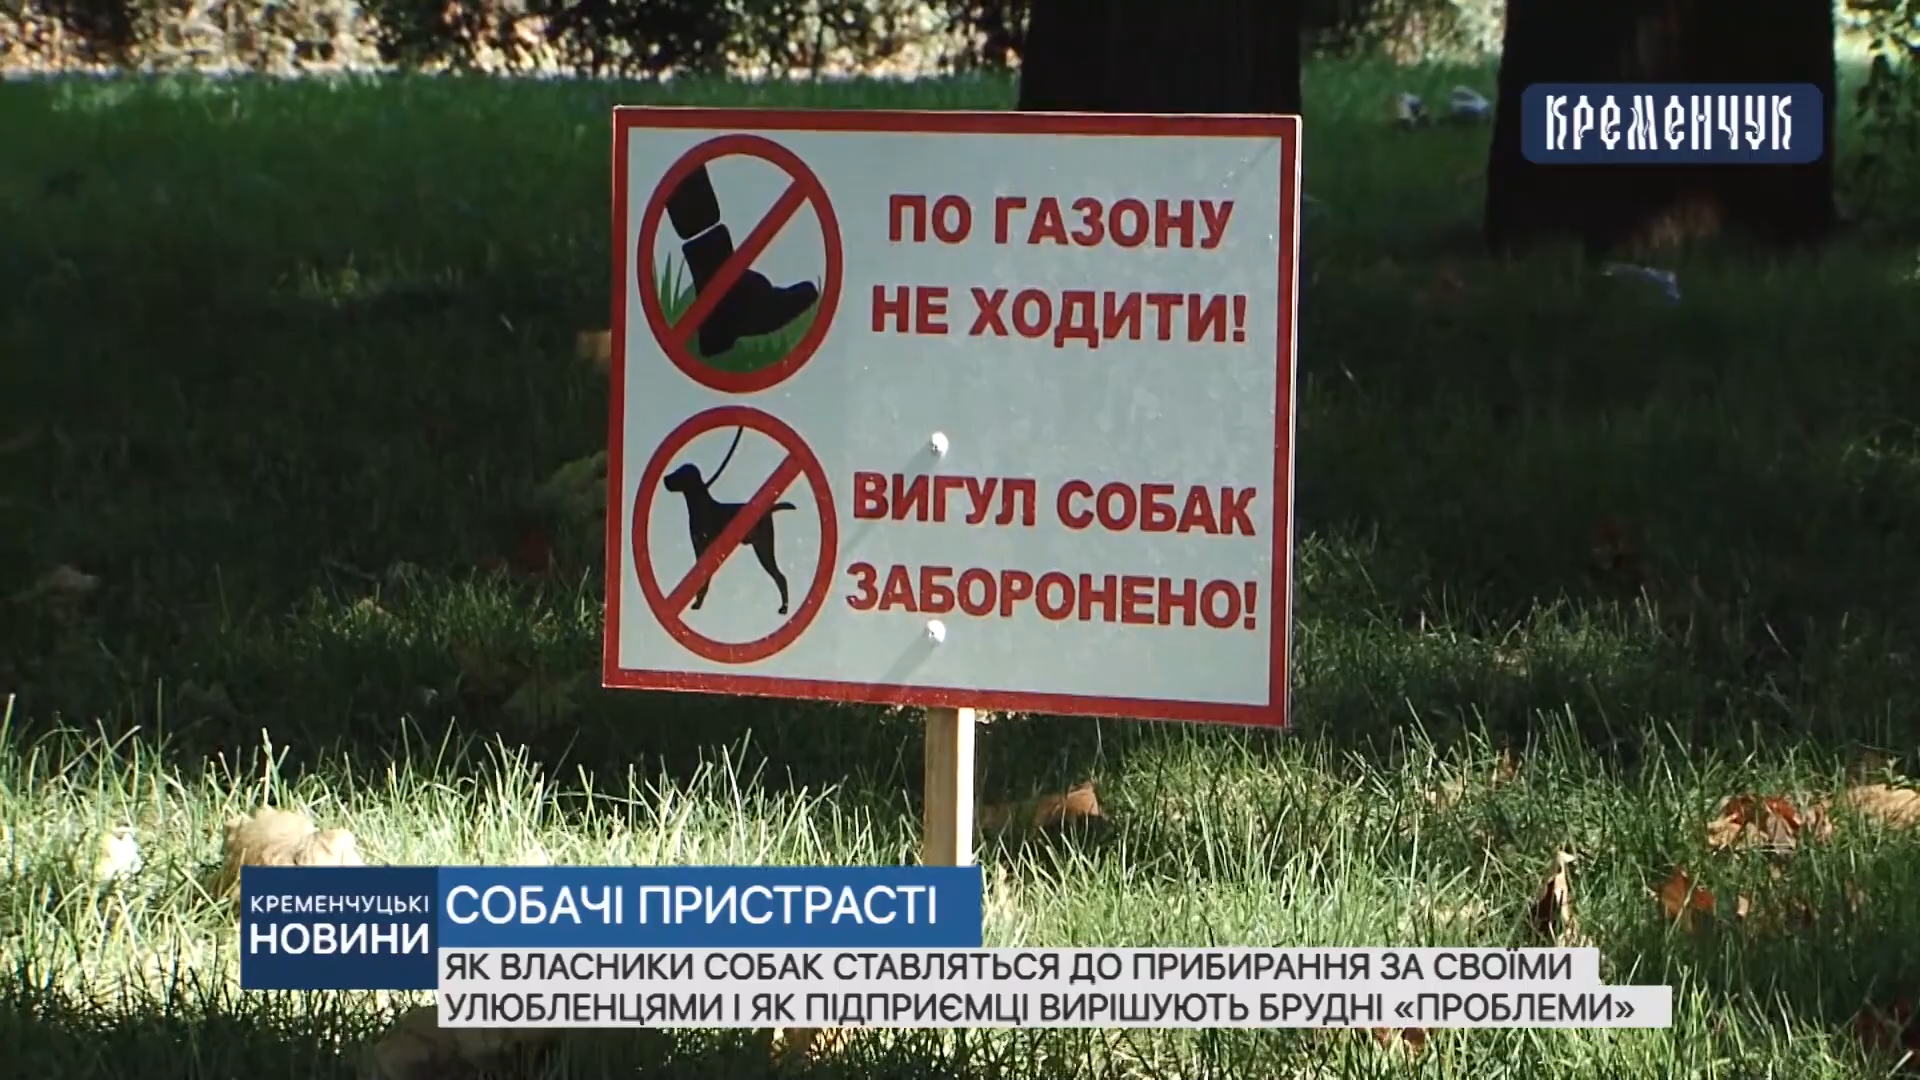 КРЕМЕНЧУК
ПО ГАЗОНУ
НЕ ХОДИТИ!
ВИГУЛ СОБАК
ЗАБОРОНЕНО!
КРЕМЕНЧУЦЬКІ
НОВИНИ
СОБАЧІ ПРИСТРАСТІ
ЯК ВЛАСНИКИ СОБАК СТАВЛЯТЬСЯ ДО ПРИБИРАННЯ ЗА СВОЇМИ
УЛЮБЛЕНЦЯМИ І ЯК ПІДПРИЄМЦІ ВИРІШУЮТЬ БРУДНІ «ПРОБЛЕМИ»